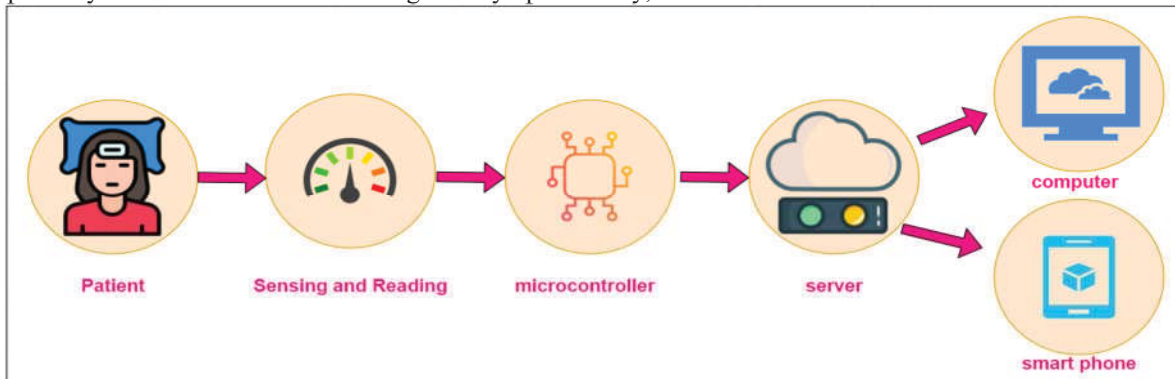 computer
Patient
Sensing and Reading
microcontroller
server
smart phone